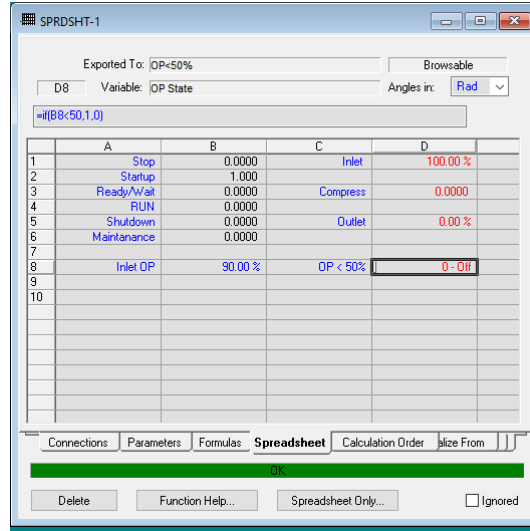 SPRDSHT-1
Exported To: OP<50% Browsable
D8 Variable: OP State Angles in: Rad
=if(B8<50,1,0)
A B C D
1 Stop 0.0000 Inlet 100.00 %
2 Startup 1.000
3 Ready/Wait 0.0000 Compress 0.0000
4 RUN 0.0000
5 Shutdown 0.0000 Outlet 0.00 %
6 Maintanance 0.0000
7
8 Inlet OP 90.00 % OP < 50% 0 - Off
9
10
Connections Parameters Formulas Spreadsheet Calculation Order alize From
OK
Delete Function Help... Spreadsheet Only... Ignored